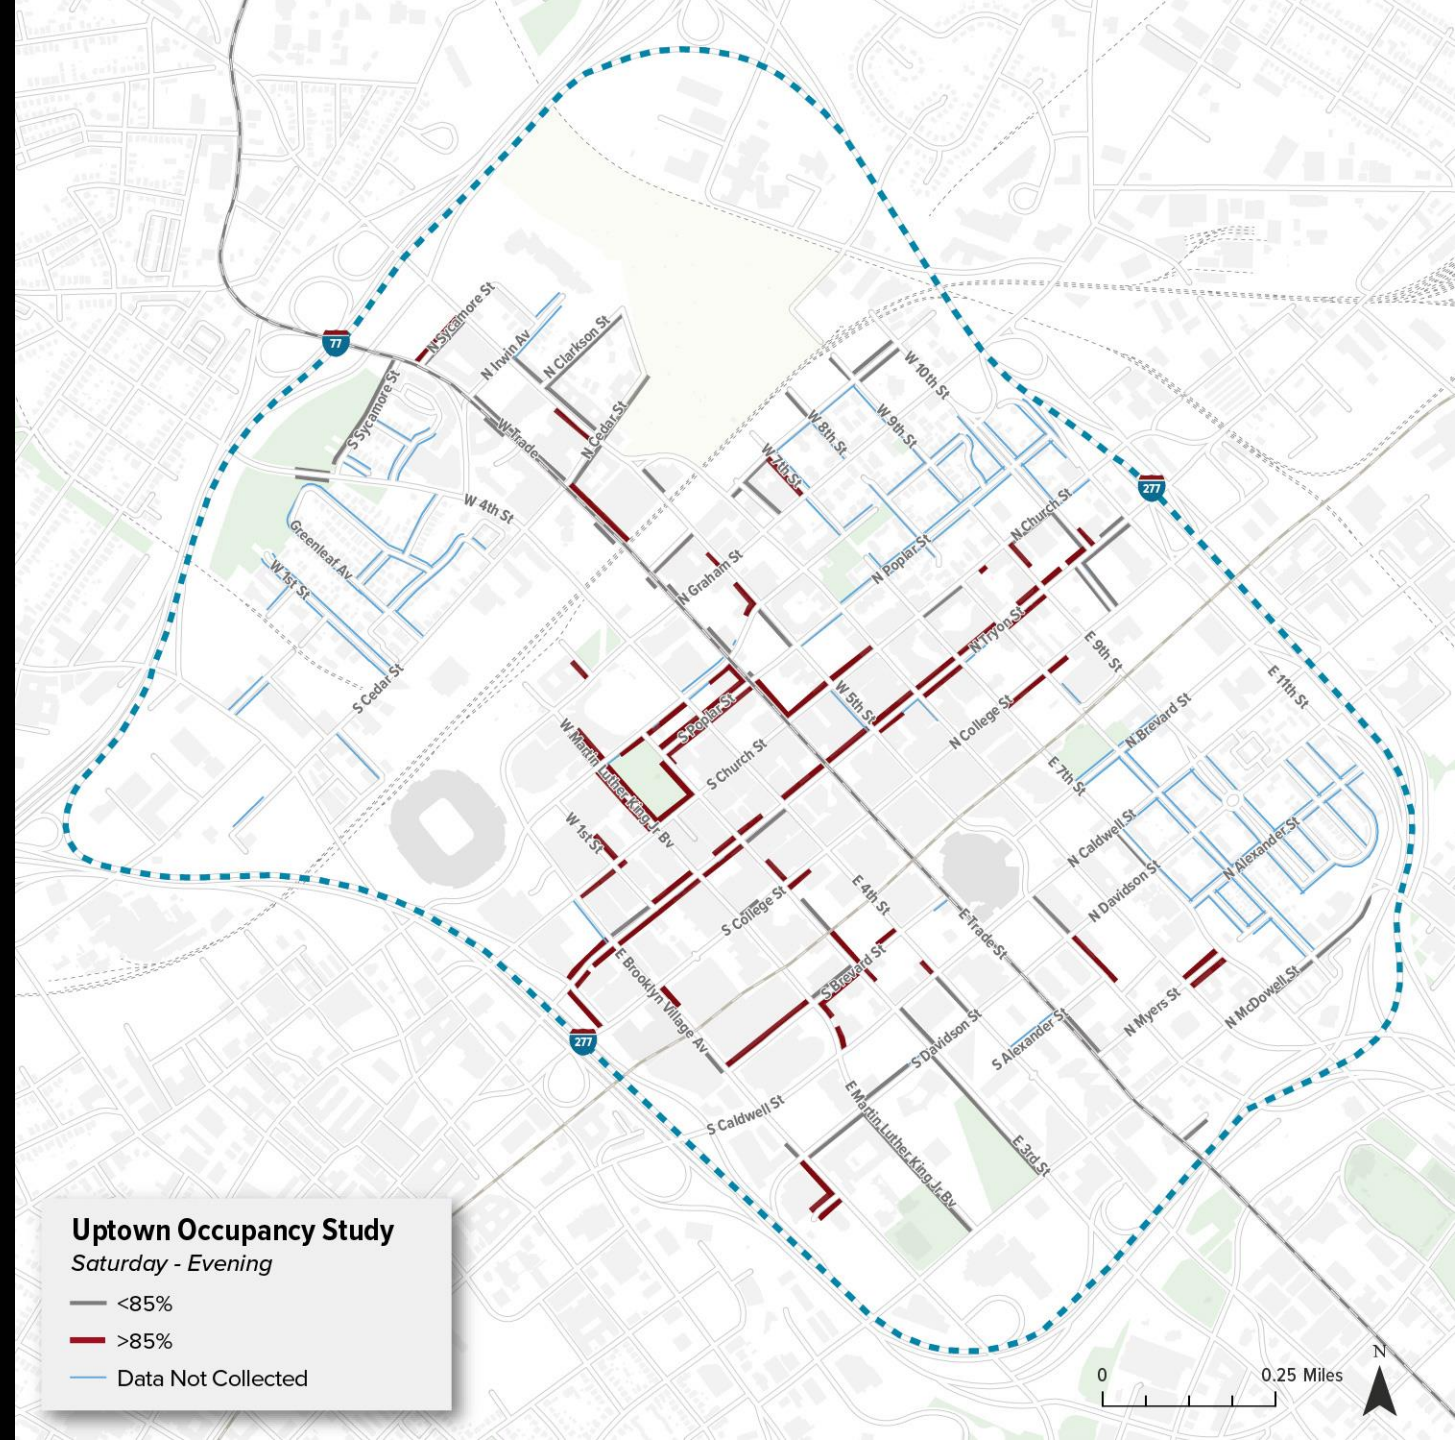 N Sycamore St
N Irwin Av
N Clarkson St
77
S Sycamore St
W Trade
N Cedar St
W 10th St
W 9th St
W 8th St
W 7th St
277
W 4th St
N Church St
Greenleaf Av
W 1st St
N Poplar St
N Graham St
N Tryon St
E 9th St
S Cedar St
E 11th St
W 5th St
S Poplar St
N College St
N Brevard St
W Martin Luther King Jr Bv
S Church St
E 7th St
W 1st St
N Caldwell St
N Alexander St
E 4th St
N Davidson St
S College St
E Trade St
E Brooklyn Village Av
S Brevard St
N Myers St
N McDowell St
277
S Davidson St
S Alexander St
S Caldwell St
E Martin Luther King Jr Bv
E 3rd St
Uptown Occupancy Study
Saturday - Evening
<85%
>85%
Data Not Collected
0
0.25 Miles
N